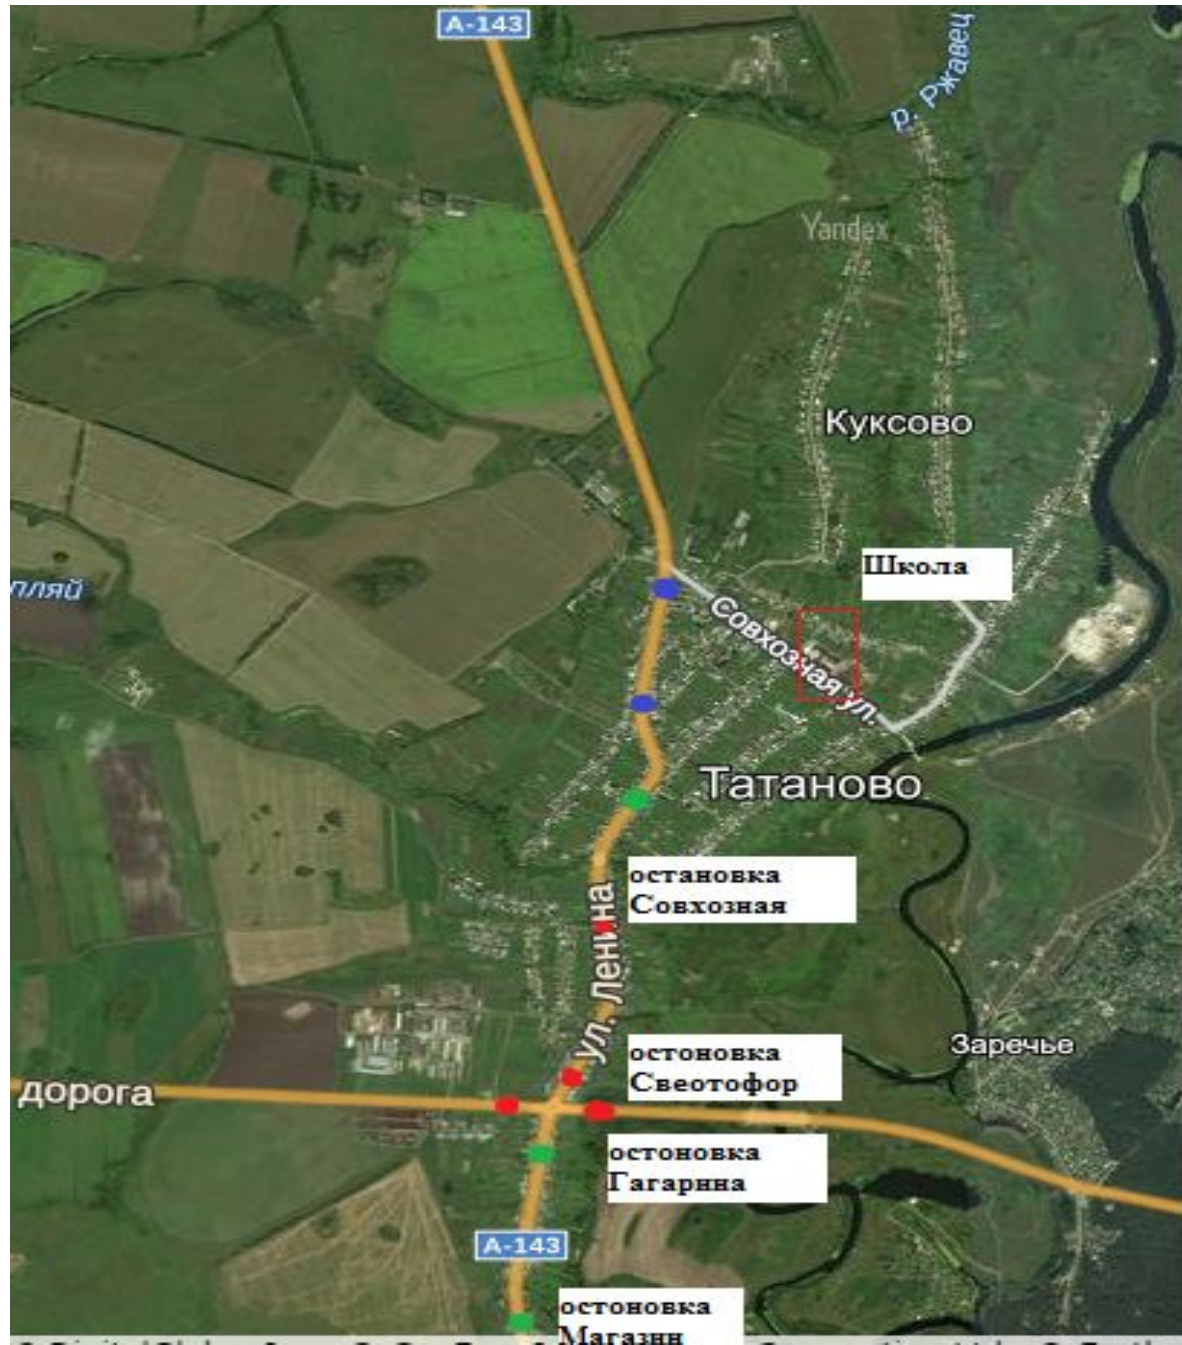 А-143
р. Ржавец
Yandex
Куксово
Школа
пляй
Совхозная ул.
Татаново
остановка
Совхозная
ул. Ленина
остоновка
Свеотофор
Заречье
дорога
остоновка
Гагарина
А-143
остоновка
Магазин